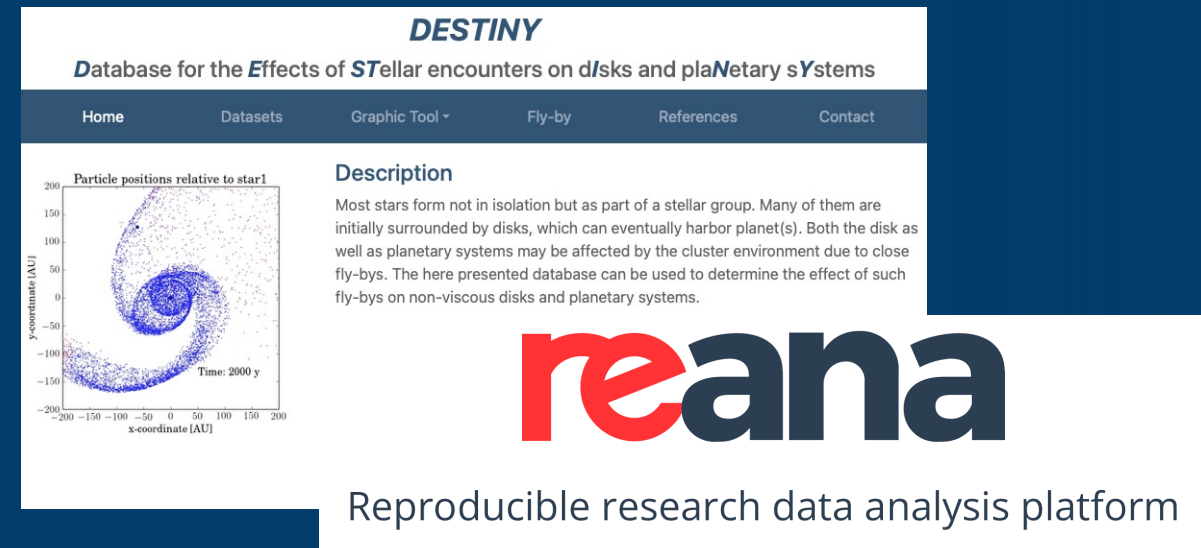 DESTINY
Database for the Effects of STellar encounters on dIsks and plaNetary sYstems
Home Datasets Graphic Tool Fly-by References Contact
Particle positions relative to star1
200
150
100
50
0
−50
−100
−150
−200
y-coordinate [AU]
Time: 2000 y
−200 −150 −100 −50 0 50 100 150 200
x-coordinate [AU]
Description
Most stars form not in isolation but as part of a stellar group. Many of them are
initially surrounded by disks, which can eventually harbor planet(s). Both the disk as
well as planetary systems may be affected by the cluster environment due to close
fly-bys. The here presented database can be used to determine the effect of such
fly-bys on non-viscous disks and planetary systems.
reana
Reproducible research data analysis platform